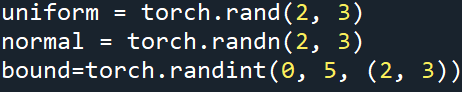 uniform = torch.rand(2, 3)
normal = torch.randn(2, 3)
bound=torch.randint(0, 5, (2, 3))